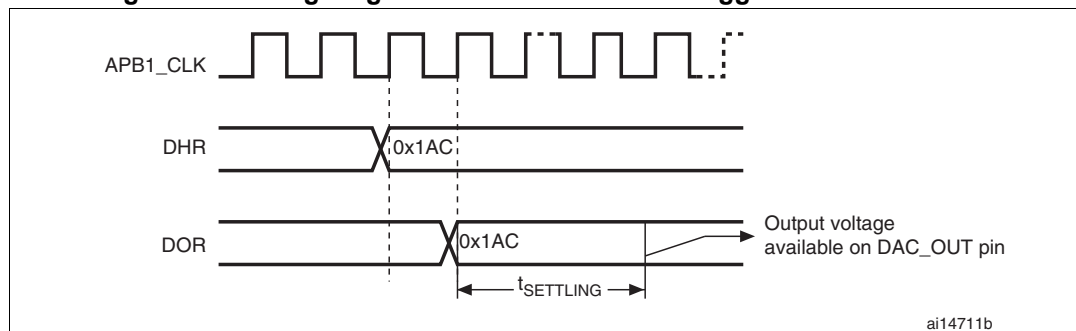 APB1_CLK
DHR
0x1AC
DOR
0x1AC
Output voltage
available on DAC_OUT pin
tSETTLING
ai14711b